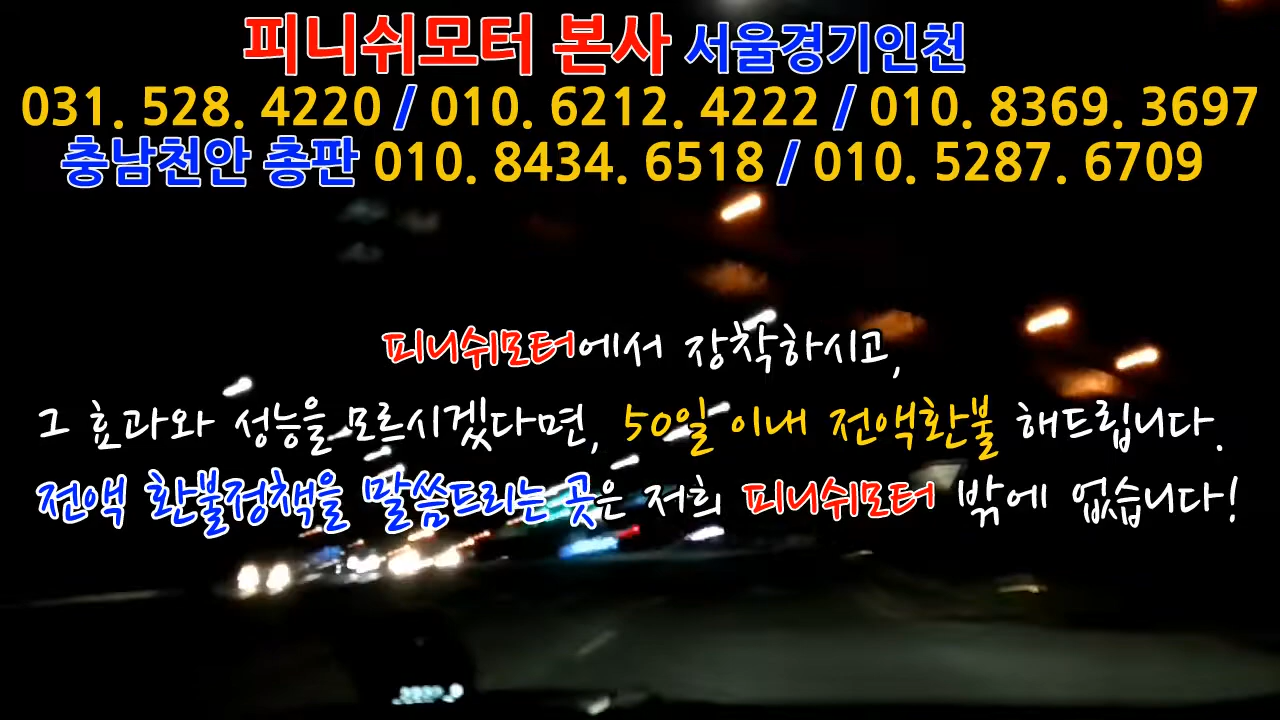 피니쉬모터 본사 서울경기인천
031. 528. 4220 / 010. 6212. 4222 / 010. 8369. 3697
충남천안 총판 010. 8434. 6518 / 010. 5287. 6709
피니쉬모터에서 장착하시고,
그 효과와 성능을 모르시겠다면, 50일 이내 전액환불 해드립니다.
전액 환불정책을 말씀드리는 곳은 저희 피니쉬모터 밖에 없습니다!